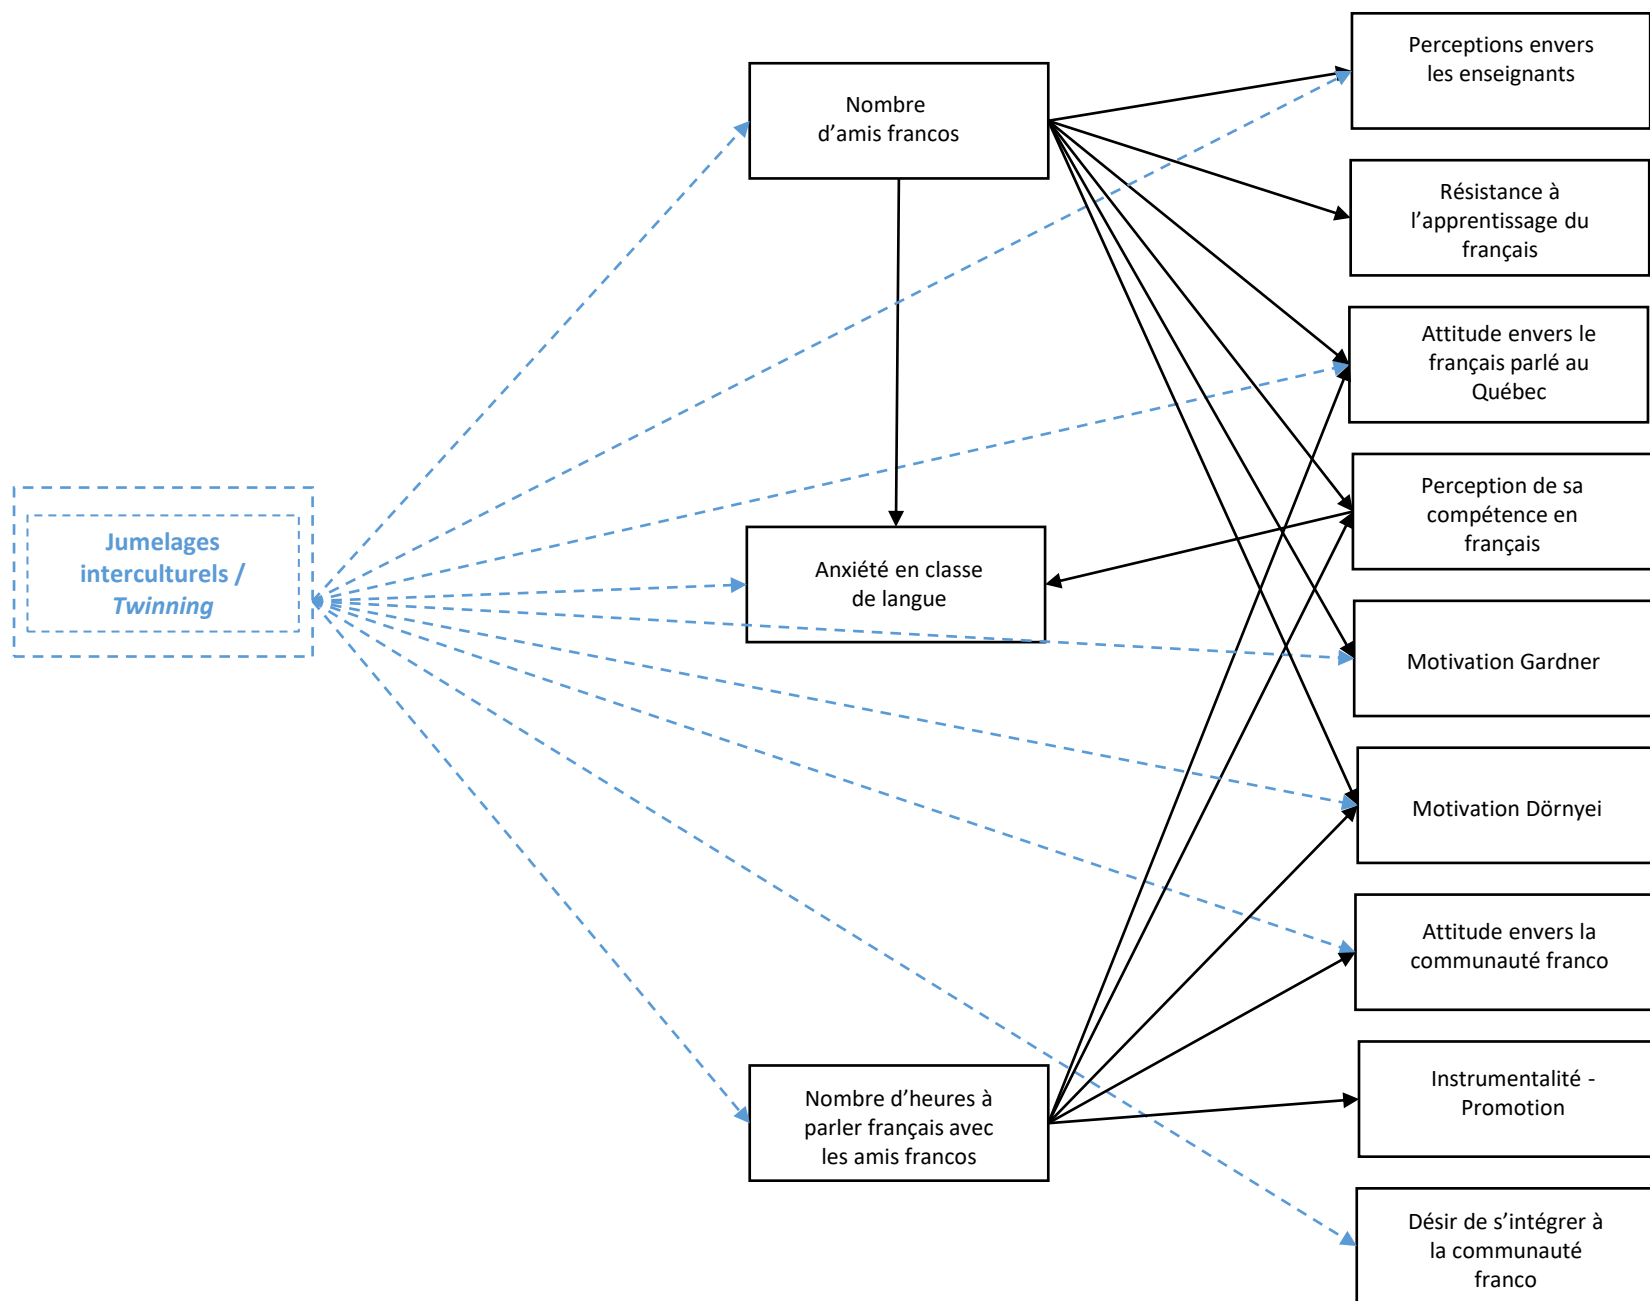 Perceptions envers
les enseignants
Nombre
d'amis francos
Résistance à
l'apprentissage du
français
Attitude envers le
français parlé au
Québec
Perception de sa
compétence en
français
Jumelages
interculturels /
Twinning
Anxiété en classe
de langue
Motivation Gardner
Motivation Dörnyei
Attitude envers la
communauté franco
Nombre d'heures à
parler français avec
les amis francos
Instrumentalité -
Promotion
Désir de s'intégrer à
la communauté
franco